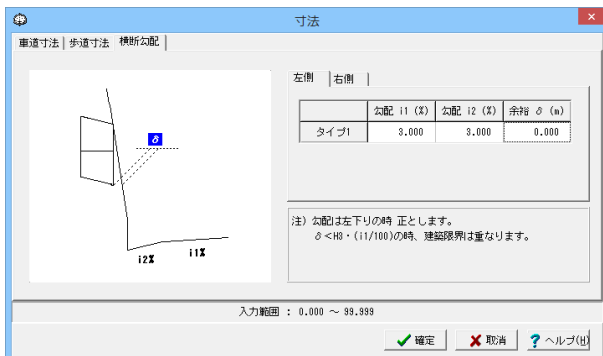 寸法
車道寸法 歩道寸法 横断勾配
δ
i2% i1%
左側 右側
勾配 i1 (%) 勾配 i2 (%) 余裕 δ (m)
タイプ1 3.000 3.000 0.000
注) 勾配は左下りの時 正とします。
δ<H3・(i1/100)の時、建築限界は重なります。
入力範囲 : 0.000 ～ 99.999
確定 取消 ? ヘルプ(H)